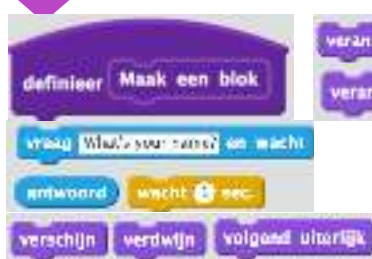 definieer Maak een blok
veran
veran
vraag What's your name? en wacht
antwoord wacht 1 sec.
verschijn verdwijn volgend uiterlijk